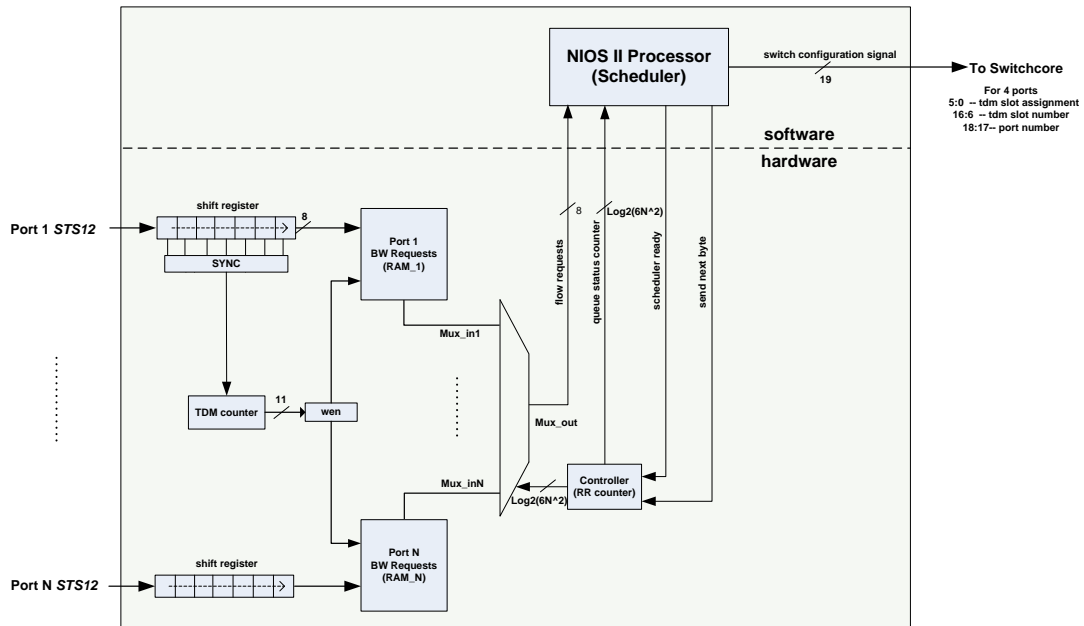 NIOS II Processor
(Scheduler)
switch configuration signal
19
To Switchcore
For 4 ports
5:0 -- tdm slot assignment
16:6 -- tdm slot number
18:17-- port number
software
hardware
shift register
8
Port 1 STS12
SYNC
Port 1
BW Requests
(RAM_1)
8
Log2(6N^2)
flow requests
queue status counter
scheduler ready
send next byte
Mux_in1
TDM counter
11
wen
Mux_out
Mux_inN
Log2(6N^2)
Controller
(RR counter)
Port N
BW Requests
(RAM_N)
shift register
Port N STS12